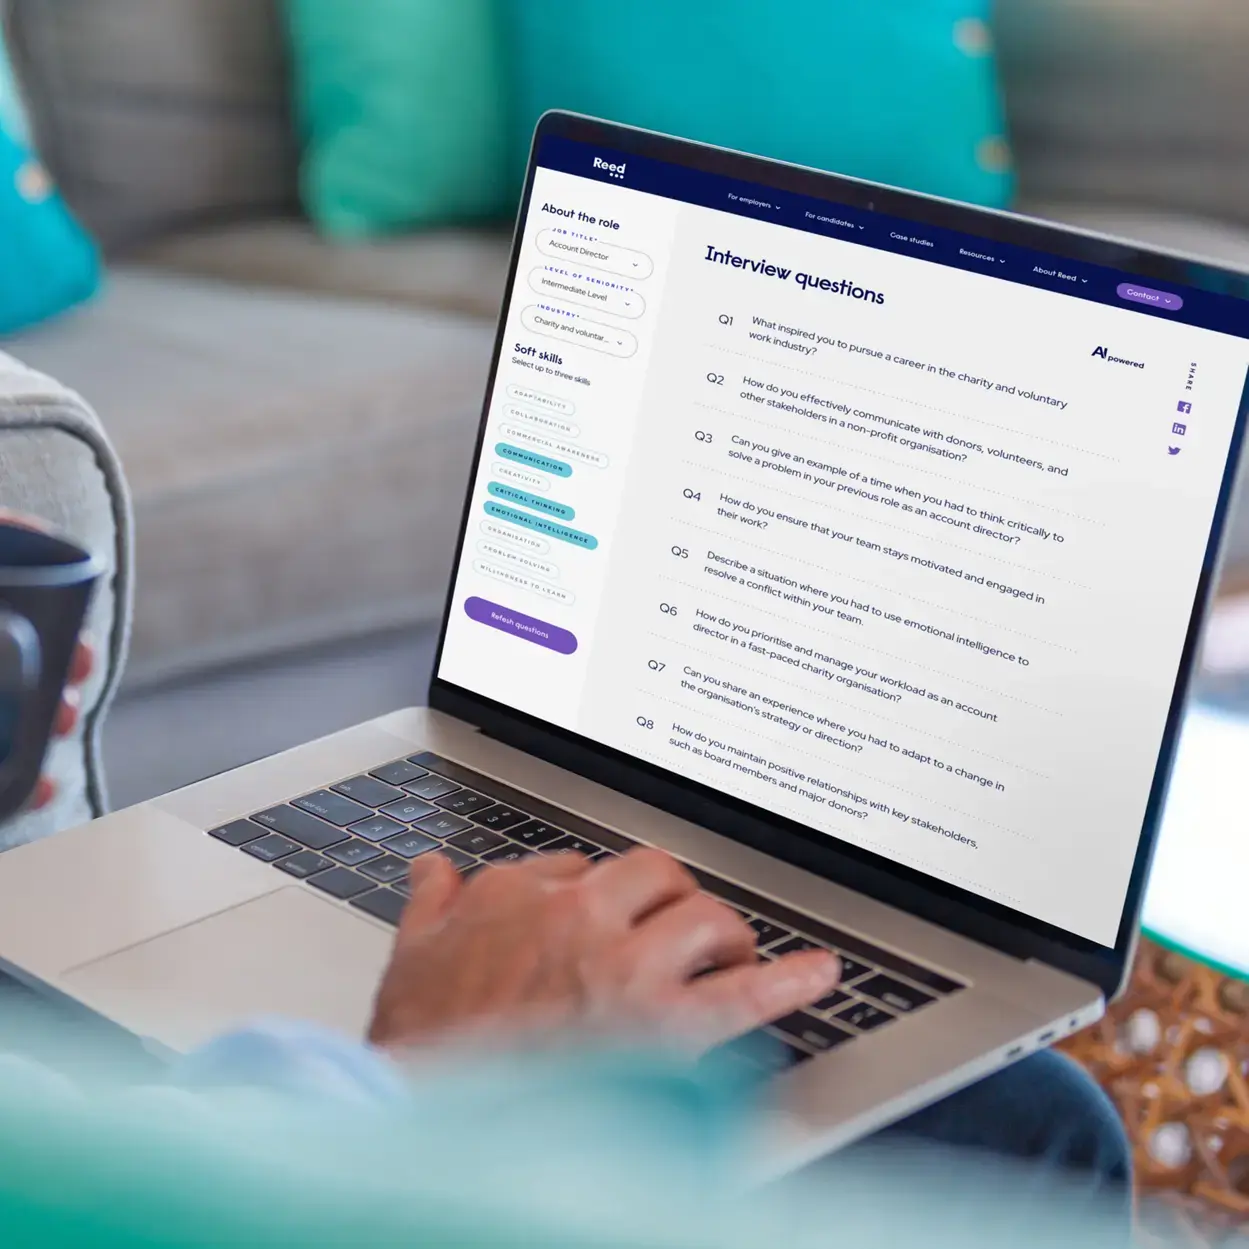 Reed
For employers
For candidates
Case studies
Resources
About Reed
Contact
About the role
JOB TITLE*
Account Director
LEVEL OF SENIORITY*
Intermediate Level
INDUSTRY*
Charity and voluntar...
Soft skills
Select up to three skills
ADAPTABILITY
COLLABORATION
COMMERCIAL AWARENESS
COMMUNICATION
CREATIVITY
CRITICAL THINKING
EMOTIONAL INTELLIGENCE
ORGANISATION
PROBLEM-SOLVING
WILLINGNESS TO LEARN
Refesh questions
Interview questions
AI powered
SHARE
Q1 What inspired you to pursue a career in the charity and voluntary
work industry?
Q2 How do you effectively communicate with donors, volunteers, and
other stakeholders in a non-profit organisation?
Q3 Can you give an example of a time when you had to think critically to
solve a problem in your previous role as an account director?
Q4 How do you ensure that your team stays motivated and engaged in
their work?
Q5 Describe a situation where you had to use emotional intelligence to
resolve a conflict within your team.
Q6 How do you prioritise and manage your workload as an account
director in a fast-paced charity organisation?
Q7 Can you share an experience where you had to adapt to a change in
the organisation's strategy or direction?
Q8 How do you maintain positive relationships with key stakeholders,
such as board members and major donors?